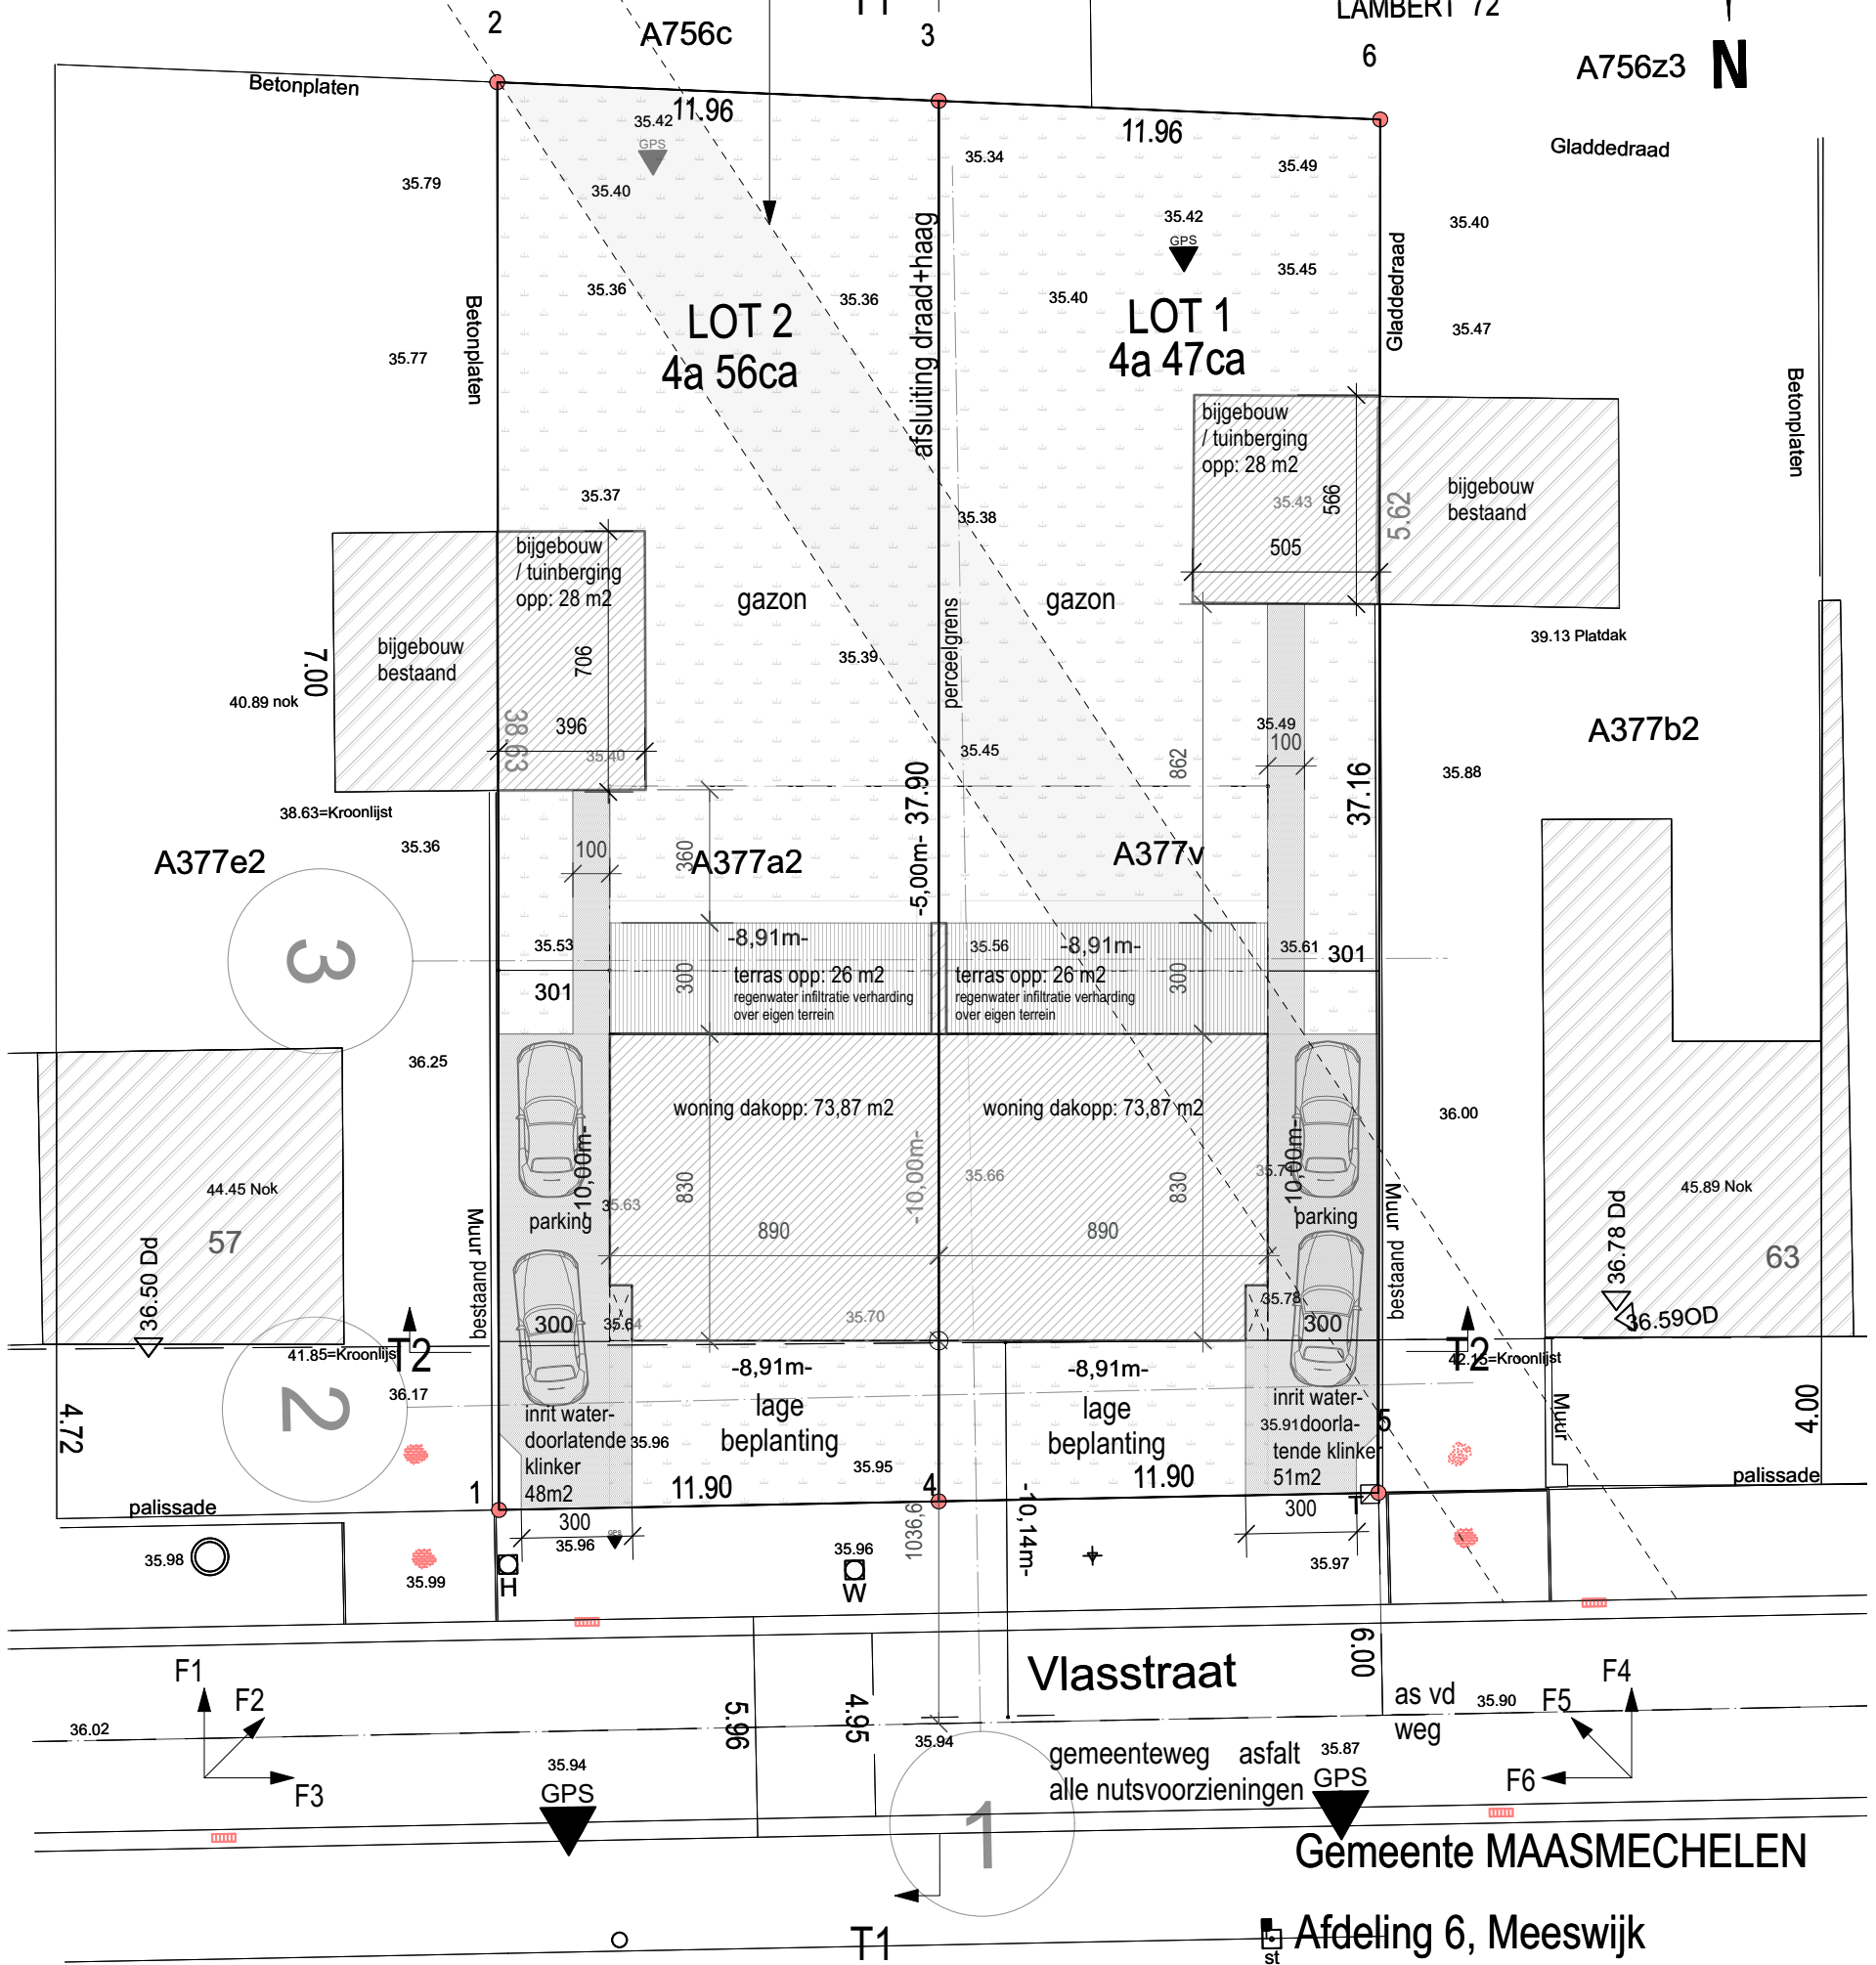 LAMBERT 72
2
A756c
3
6
A756z3
N
Betonplaten
11.96
11.96
Gladdedraad
35.42
GPS
35.34
35.49
35.79
35.40
35.42
GPS
35.40
35.45
Gladdedraad
Betonplaten
35.36
35.36
35.40
35.47
afsluiting draad+haag
LOT 2
4a 56ca
LOT 1
4a 47ca
35.77
Betonplaten
bijgebouw
/ tuinberging
opp: 28 m2
35.43
566
505
5.62
bijgebouw
bestaand
35.37
35.38
bijgebouw
/ tuinberging
opp: 28 m2
gazon
gazon
perceelgrens
39.13 Platdak
bijgebouw
bestaand
7.00
706
35.39
40.89 nok
396
38.63
35.40
35.45
862
35.49
100
A377b2
35.88
37.16
38.63=Kroonlijst
35.36
A377e2
100
360
A377a2
-5,00m- 37.90
A377v
3
35.53
301
-8,91m-
300
terras opp: 26 m2
regenwater infiltratie verharding
over eigen terrein
35.56
-8,91m-
300
terras opp: 26 m2
regenwater infiltratie verharding
over eigen terrein
35.61
301
36.25
woning dakopp: 73,87 m2
woning dakopp: 73,87 m2
36.00
-10,00m-
-10,00m-
-10,00m-
35.66
35.71
44.45 Nok
57
45.89 Nok
63
830
830
35.63
parking
parking
890
890
Muur
bestaand
Muur
bestaand
36.50 Dd
36.78 Dd
36.59OD
35.78
300
35.64
35.70
300
41.85=Kroonlijst
T2
T2
42.15=Kroonlijst
2
36.17
-8,91m-
lage
beplanting
-8,91m-
lage
beplanting
4.72
4.00
Muur
inrit water-
doorlatende
klinker
48m2
35.96
35.95
inrit water-
35.91
doorla-
tende klinker
51m2
5
1
11.90
4
11.90
T
palissade
palissade
300
GPS
35.96
1036,6
-10,14m-
300
35.98
35.99
H
35.96
W
35.97
Vlasstraat
6.00
F1
F2
F3
36.02
5.96
4.95
35.94
as vd
weg
35.90
F5
F4
F6
35.94
GPS
gemeenteweg asfalt
alle nutsvoorzieningen
35.87
GPS
1
Gemeente MAASMECHELEN
T1
st
Afdeling 6, Meeswijk